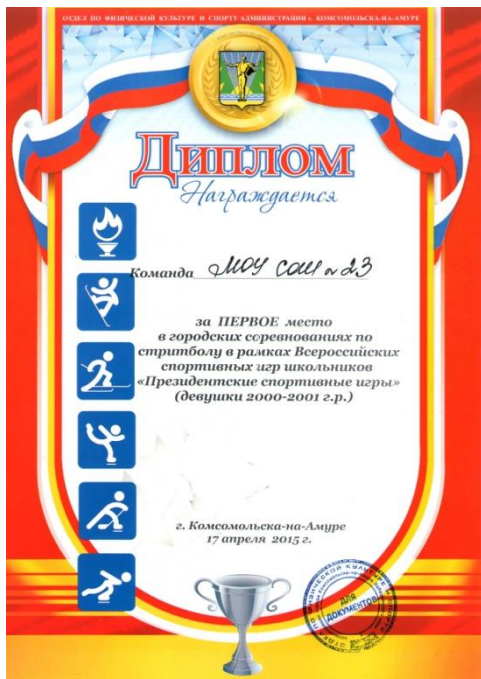 ОТДЕЛ ПО ФИЗИЧЕСКОЙ КУЛЬТУРЕ И СПОРТУ АДМИНИСТРАЦИИ г. КОМСОМОЛЬСКА-НА-АМУРЕ
Диплом
Награждается
Команда МОУ СОШ № 23
за ПЕРВОЕ место
в городских соревнованиях по
стритболу в рамках Всероссийских
спортивных игр школьников
«Президентские спортивные игры»
(девушки 2000-2001 г.р.)
г. Комсомольска-на-Амуре
17 апреля 2015 г.
ДЛЯ
ДОКУМЕНТОВ